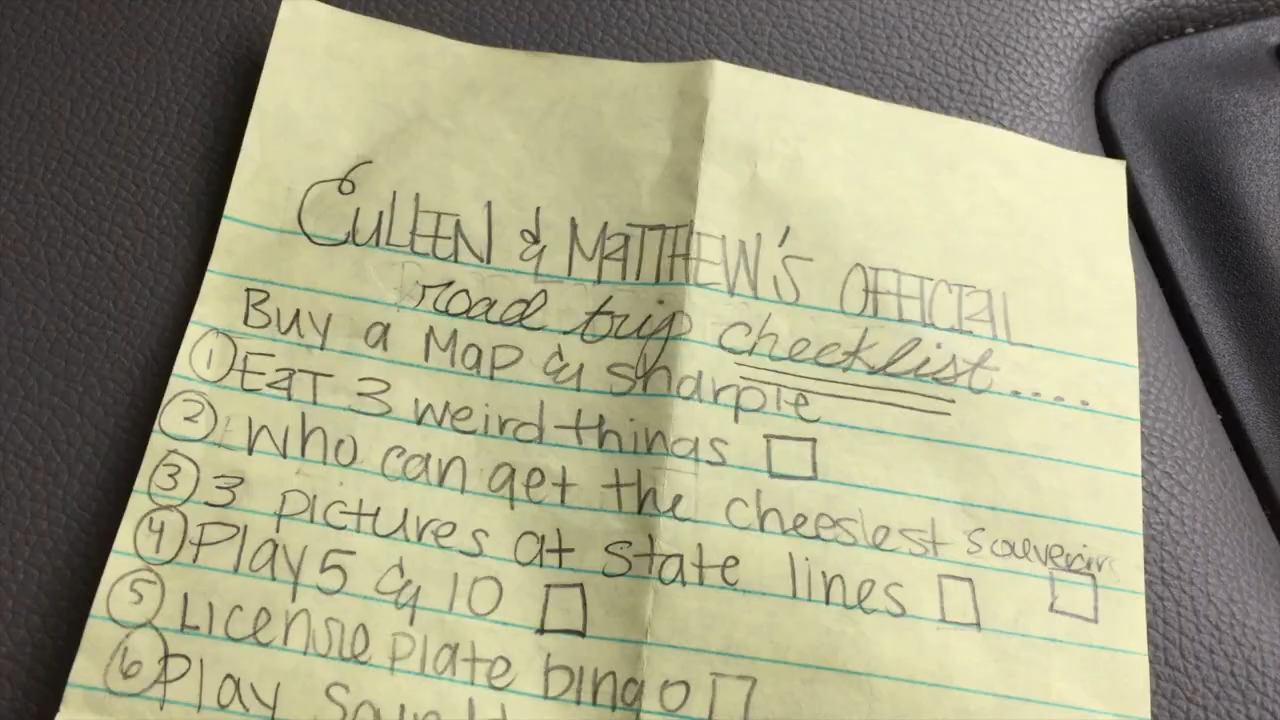 CULLEN & MATTHEW'S OFFICIAL
road trip checklist....
Buy a Map & sharpie
① EAT 3 weird things
② Who can get the cheesiest souvenir
③ 3 pictures at state lines
④ Play 5 & 10
⑤ License plate bingo
⑥ Play